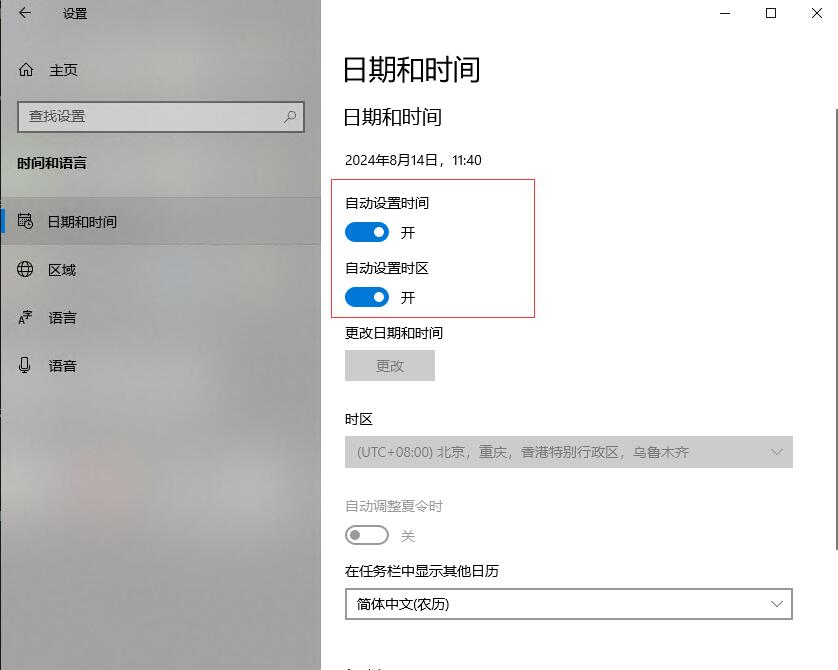 设置
主页
查找设置
时间和语言
日期和时间
区域
语言
语音
日期和时间
日期和时间
2024年8月14日，11:40
自动设置时间
开
自动设置时区
开
更改日期和时间
更改
时区
(UTC+08:00) 北京，重庆，香港特别行政区，乌鲁木齐
自动调整夏令时
关
在任务栏中显示其他日历
简体中文(农历)